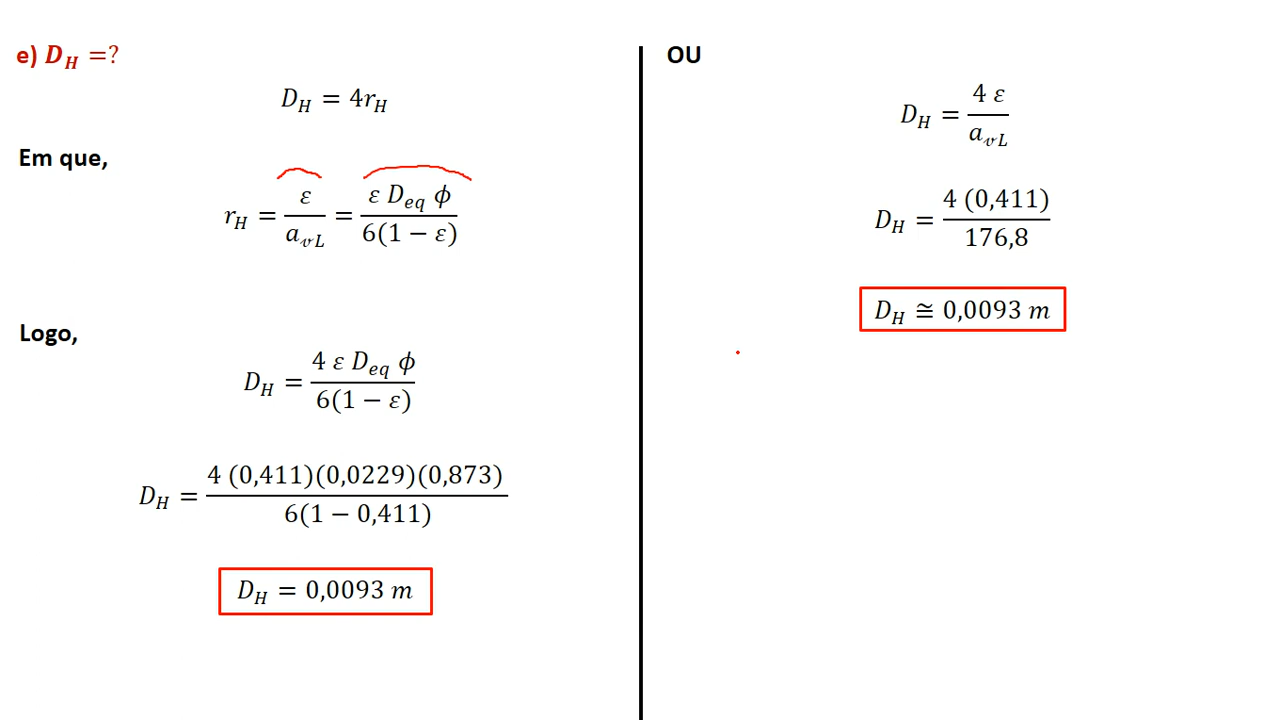 e) D_H =?
D_H = 4r_H
Em que,
r_H = ε / a_vL = ε D_eq ϕ / 6(1 − ε)
Logo,
D_H = 4 ε D_eq ϕ / 6(1 − ε)
D_H = 4 (0,411)(0,0229)(0,873) / 6(1 − 0,411)
D_H = 0,0093 m
OU
D_H = 4 ε / a_vL
D_H = 4 (0,411) / 176,8
D_H ≅ 0,0093 m